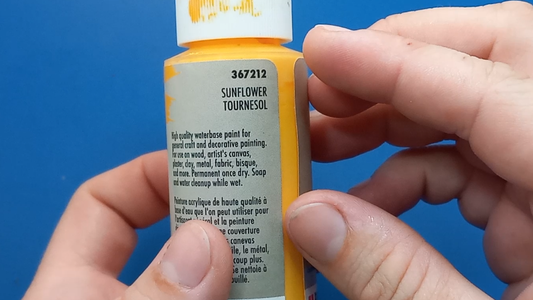 367212
SUNFLOWER
TOURNESOL
High quality waterbase paint for
general craft and decorative painting.
For use on wood, artist's canvas,
plaster, clay, metal, fabric, bisque,
and more. Permanent once dry. Soap
and water cleanup while wet.
Peinture acrylique de haute qualité à
base d'eau que l'on peut utiliser pour
et la peinture
couverture
canevas
le métal,
coup plus.
Se nettoie à